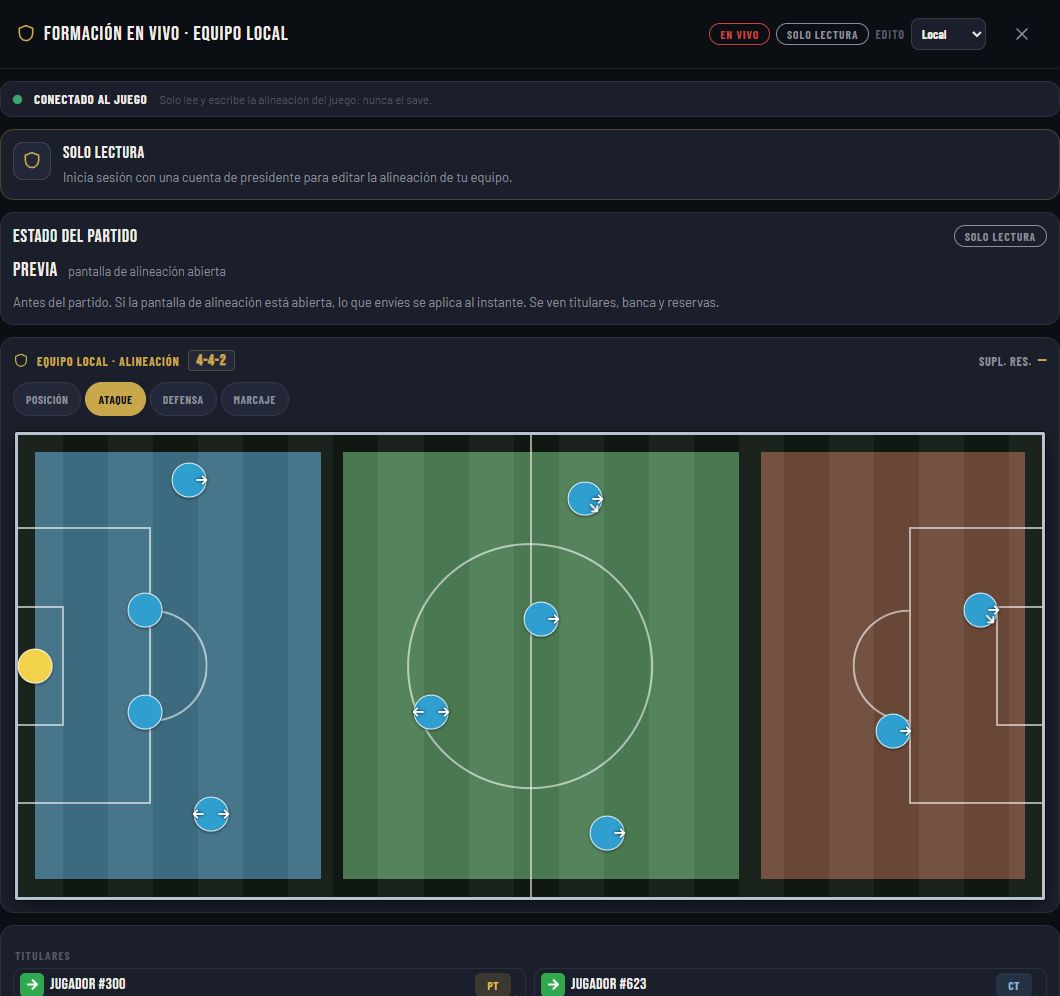 FORMACIÓN EN VIVO · EQUIPO LOCAL
EN VIVO
SOLO LECTURA
EDITO
Local
CONECTADO AL JUEGO
Solo lee y escribe la alineación del juego: nunca el save.
SOLO LECTURA
Inicia sesión con una cuenta de presidente para editar la alineación de tu equipo.
ESTADO DEL PARTIDO
SOLO LECTURA
PREVIA pantalla de alineación abierta
Antes del partido. Si la pantalla de alineación está abierta, lo que envíes se aplica al instante. Se ven titulares, banca y reservas.
EQUIPO LOCAL · ALINEACIÓN
4-4-2
SUPL. RES. –
POSICIÓN
ATAQUE
DEFENSA
MARCAJE
TITULARES
JUGADOR #300
PT
JUGADOR #623
CT